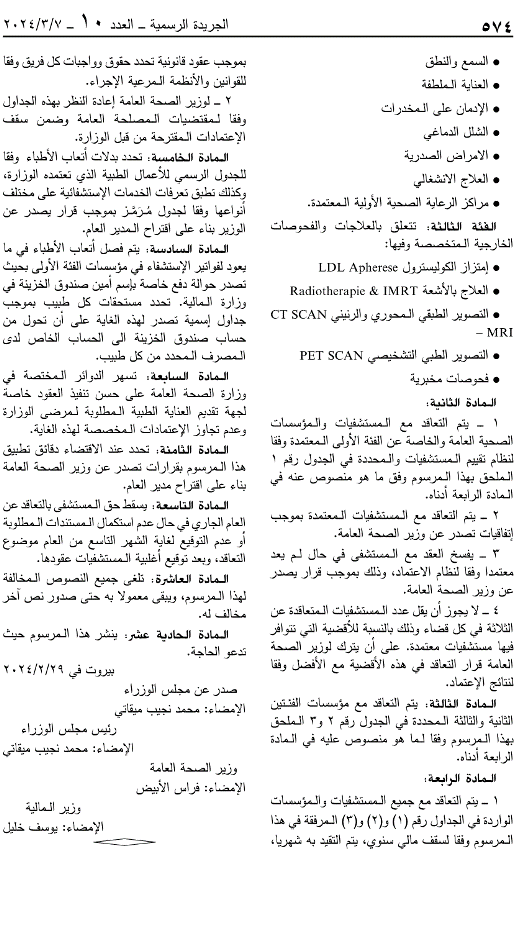 ٥٧٤
الجريدة الرسمية ــ العدد ١٠ ــ ٢٠٢٤/٣/٧
● السمع والنطق
● العناية الملطفة
● الإدمان على المخدرات
● الشلل الدماغي
● الامراض الصدرية
● العلاج الانشغالي
● مراكز الرعاية الصحية الأولية المعتمدة.
الفئة الثالثة: تتعلق بالعلاجات والفحوصات
الخارجية المتخصصة وفيها:
● إمتزاز الكوليسترول LDL Apherese
● العلاج بالأشعة Radiotherapie & IMRT
● التصوير الطبقي المحوري والرنيني CT SCAN
– MRI
● التصوير الطبي التشخيصي PET SCAN
● فحوصات مخبرية
المادة الثانية:
١ ــ يتم التعاقد مع المستشفيات والمؤسسات
الصحية العامة والخاصة عن الفئة الأولى المعتمدة وفقا
لنظام تقييم المستشفيات والمحددة في الجدول رقم ١
الملحق بهذا المرسوم وفق ما هو منصوص عنه في
المادة الرابعة أدناه.
٢ ــ يتم التعاقد مع المستشفيات المعتمدة بموجب
إتفاقيات تصدر عن وزير الصحة العامة.
٣ ــ يفسخ العقد مع المستشفى في حال لم يعد
معتمدا وفقا لنظام الاعتماد، وذلك بموجب قرار يصدر
عن وزير الصحة العامة.
٤ ــ لا يجوز أن يقل عدد المستشفيات المتعاقدة عن
الثلاثة في كل قضاء وذلك بالنسبة للأقضية التي تتوافر
فيها مستشفيات معتمدة. على أن يترك لوزير الصحة
العامة قرار التعاقد في هذه الأقضية مع الأفضل وفقا
لنتائج الإعتماد.
المادة الثالثة: يتم التعاقد مع مؤسسات الفئتين
الثانية والثالثة المحددة في الجدول رقم ٢ و٣ الملحق
بهذا المرسوم وفقا لما هو منصوص عليه في المادة
الرابعة أدناه.
المادة الرابعة:
١ ــ يتم التعاقد مع جميع المستشفيات والمؤسسات
الواردة في الجداول رقم (١) و(٢) و(٣) المرفقة في هذا
المرسوم وفقا لسقف مالي سنوي، يتم التقيد به شهريا،
بموجب عقود قانونية تحدد حقوق وواجبات كل فريق وفقا
للقوانين والأنظمة المرعية الإجراء.
٢ ــ لوزير الصحة العامة إعادة النظر بهذه الجداول
وفقا لمقتضيات المصلحة العامة وضمن سقف
الإعتمادات المقترحة من قبل الوزارة.
المادة الخامسة: تحدد بدلات أتعاب الأطباء وفقا
للجدول الرسمي للأعمال الطبية الذي تعتمده الوزارة،
وكذلك تطبق تعرفات الخدمات الإستشفائية على مختلف
أنواعها وفقا لجدول مُرَمّز بموجب قرار يصدر عن
الوزير بناء على اقتراح المدير العام.
المادة السادسة: يتم فصل أتعاب الأطباء في ما
يعود لفواتير الإستشفاء في مؤسسات الفئة الأولى بحيث
تصدر حوالة دفع خاصة بإسم أمين صندوق الخزينة في
وزارة المالية. تحدد مستحقات كل طبيب بموجب
جداول إسمية تصدر لهذه الغاية على أن تحول من
حساب صندوق الخزينة الى الحساب الخاص لدى
المصرف المحدد من كل طبيب.
المادة السابعة: تسهر الدوائر المختصة في
وزارة الصحة العامة على حسن تنفيذ العقود خاصة
لجهة تقديم العناية الطبية المطلوبة لمرضى الوزارة
وعدم تجاوز الإعتمادات المخصصة لهذه الغاية.
المادة الثامنة: تحدد عند الاقتضاء دقائق تطبيق
هذا المرسوم بقرارات تصدر عن وزير الصحة العامة
بناء على اقتراح مدير العام.
المادة التاسعة: يسقط حق المستشفى بالتعاقد عن
العام الجاري في حال عدم استكمال المستندات المطلوبة
أو عدم التوقيع لغاية الشهر التاسع من العام موضوع
التعاقد، وبعد توقيع أغلبية المستشفيات عقودها.
المادة العاشرة: تلغى جميع النصوص المخالفة
لهذا المرسوم، ويبقى معمولا به حتى صدور نص آخر
مخالف له.
المادة الحادية عشر: ينشر هذا المرسوم حيث
تدعو الحاجة.
بيروت في ٢٠٢٤/٢/٢٩
صدر عن مجلس الوزراء
الإمضاء: محمد نجيب ميقاتي
رئيس مجلس الوزراء
الإمضاء: محمد نجيب ميقاتي
وزير الصحة العامة
الإمضاء: فراس الأبيض
وزير المالية
الإمضاء: يوسف خليل